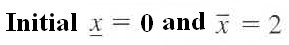 Initial x̲ = 0 and x̅ = 2